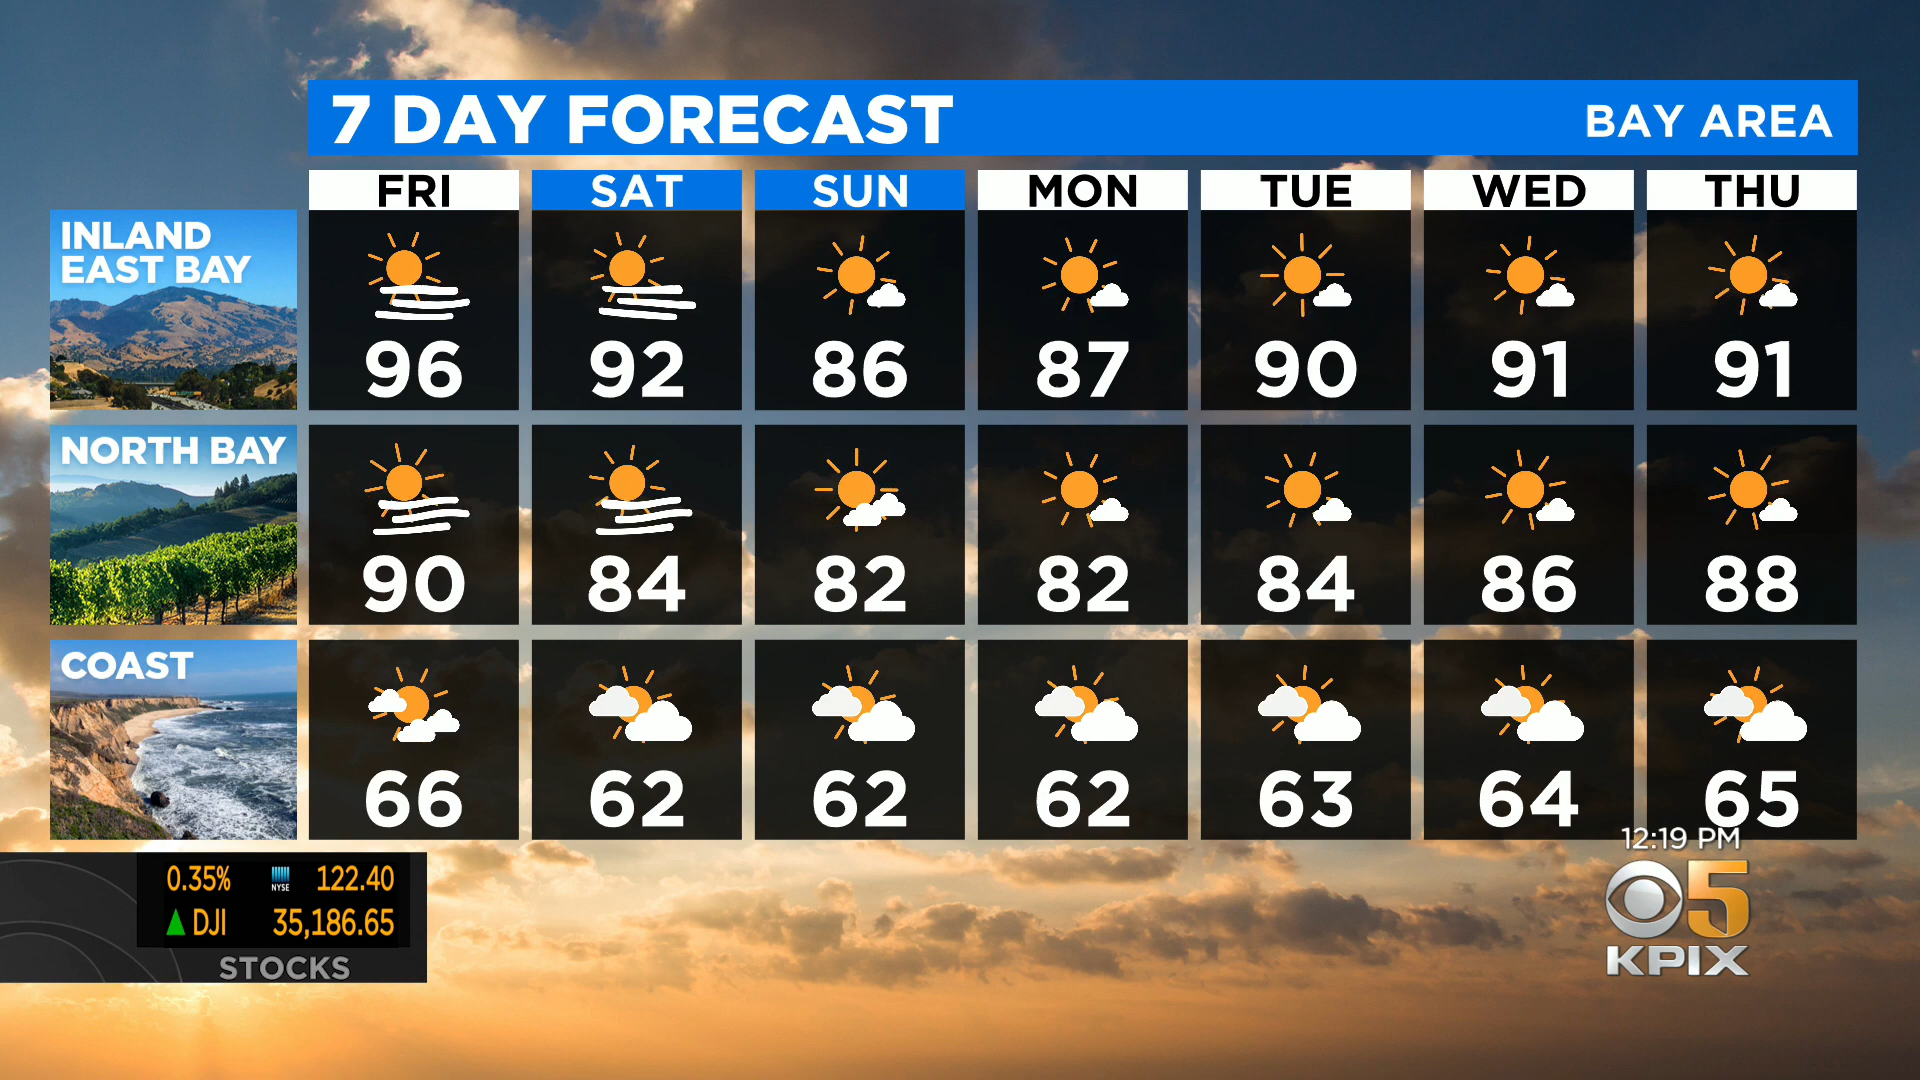 7 DAY FORECAST
BAY AREA
FRI SAT SUN MON TUE WED THU
INLAND
EAST BAY
96 92 86 87 90 91 91
NORTH BAY
90 84 82 82 84 86 88
COAST
66 62 62 62 63 64 65
12:19 PM
0.35% NYSE 122.40
DJI 35,186.65
STOCKS
5
KPIX